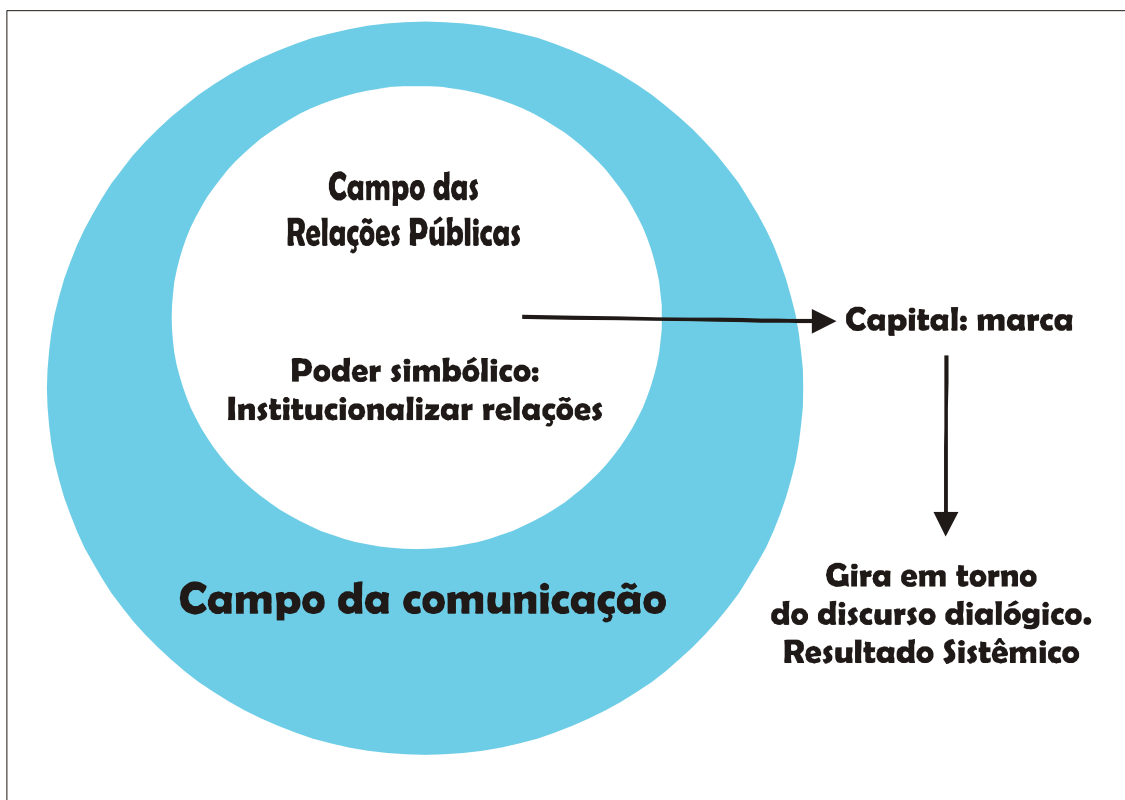 Campo das
Relações Públicas
Poder simbólico:
Institucionalizar relações
Campo da comunicação
Capital: marca
Gira em torno
do discurso dialógico.
Resultado Sistêmico